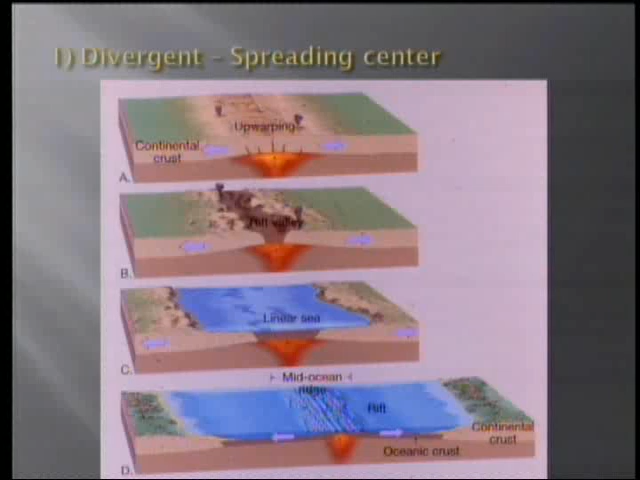 1) Divergent - Spreading center
Upwarping
Continental
crust
A.
Rift valley
B.
Linear sea
C.
Mid-ocean
ridge
Rift
Continental
crust
Oceanic crust
D.